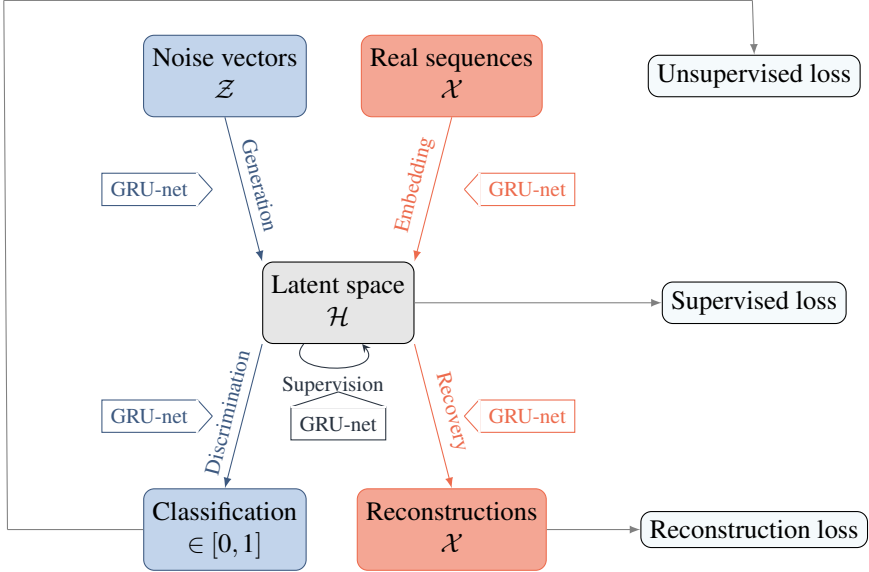 Noise vectors
𝒵
Real sequences
𝒳
Unsupervised loss
Generation
Embedding
GRU-net
GRU-net
Latent space
ℋ
Supervised loss
Discrimination
Supervision
Recovery
GRU-net
GRU-net
GRU-net
Classification
∈ [0, 1]
Reconstructions
𝒳
Reconstruction loss